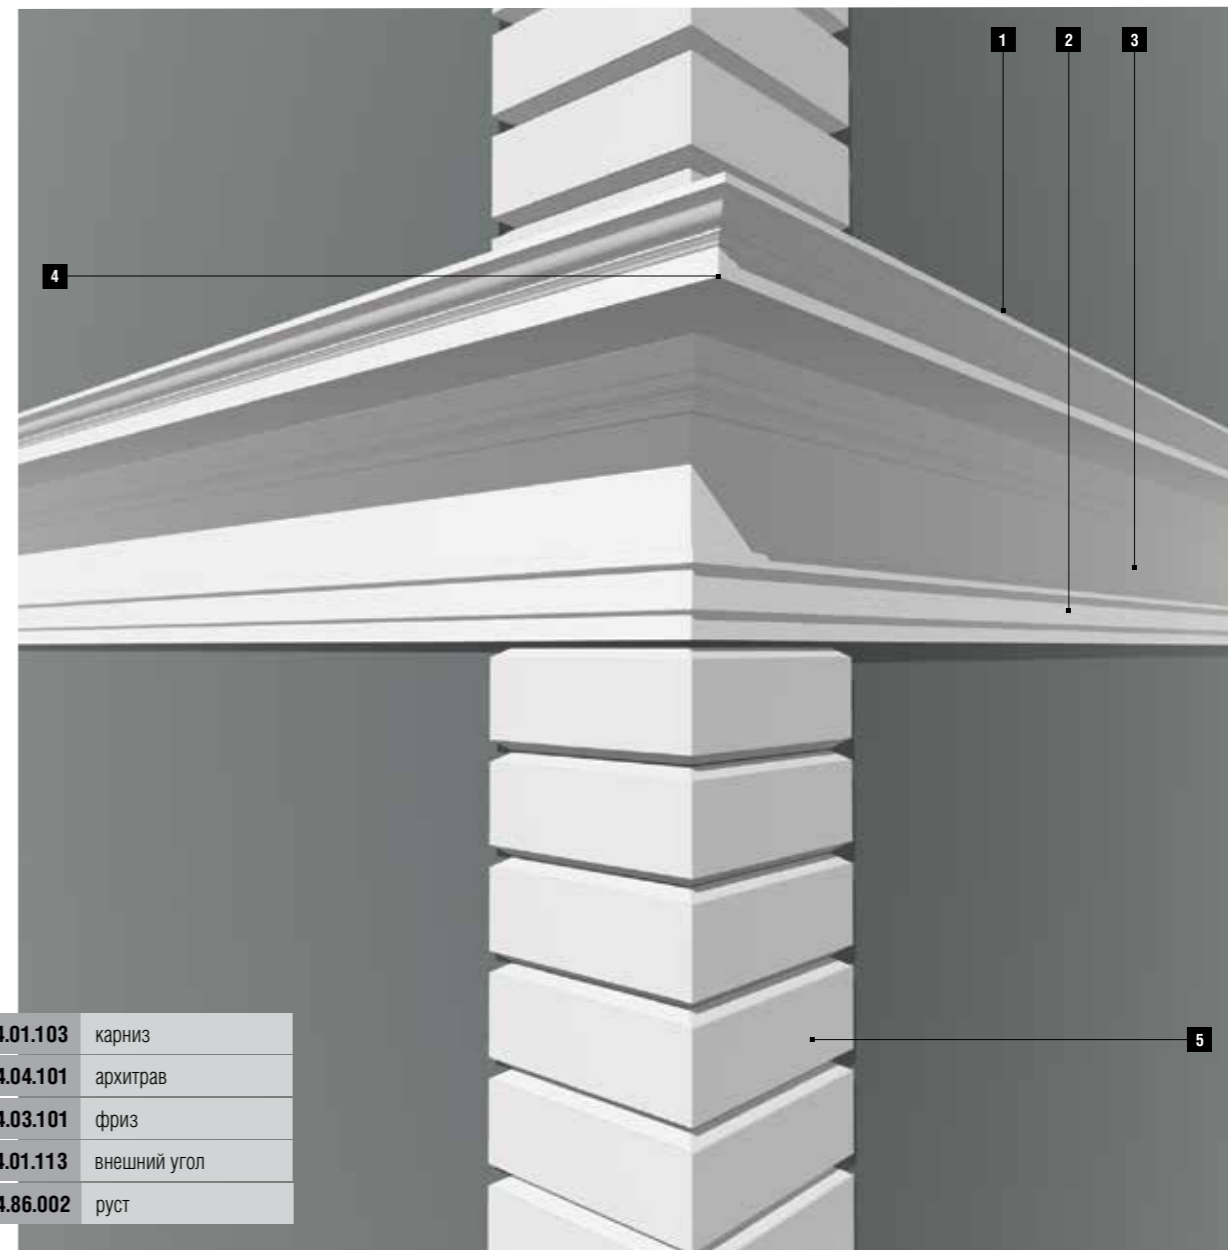 1 2 3
4
5
4.01.103 карниз
4.04.101 архитрав
4.03.101 фриз
4.01.113 внешний угол
4.86.002 руст